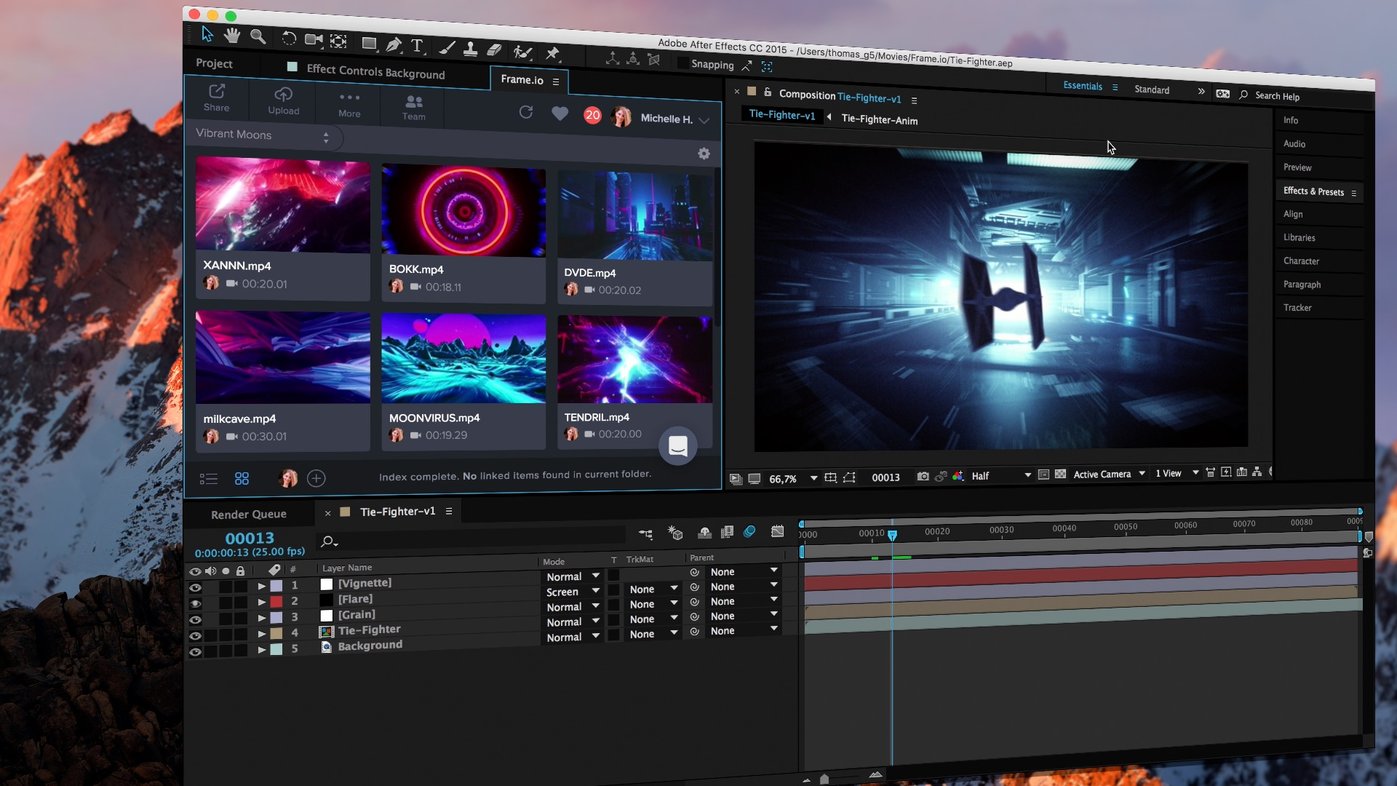 Adobe After Effects CC 2015 - /Users/thomas_g5/Movies/Frame.io/Tie-Fighter.aep
T
Snapping
Essentials
Standard
»
Search Help
Project
Effect Controls Background
Frame.io
Share
Upload
More
Team
20
Michelle H.
Vibrant Moons
XANNN.mp4
00:20.01
BOKK.mp4
00:18.11
DVDE.mp4
00:20.02
milkcave.mp4
00:30.01
MOONVIRUS.mp4
00:19.29
TENDRIL.mp4
00:20.00
Index complete. No linked items found in current folder.
× Composition Tie-Fighter-v1
Tie-Fighter-v1
Tie-Fighter-Anim
66,7%
00013
Half
Active Camera
1 View
Info
Audio
Preview
Effects & Presets
Align
Libraries
Character
Paragraph
Tracker
Render Queue
× Tie-Fighter-v1
00013
0:00:00:13 (25.00 fps)
# Layer Name Mode T TrkMat Parent
1 [Vignette] Normal None
2 [Flare] Screen None None
3 [Grain] Normal None None
4 Tie-Fighter Normal None None
5 Background Normal None None
0000 00010 00020 00030 00040 00050 00060 00070 00080 0009